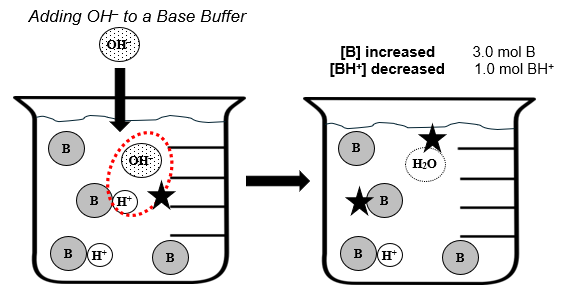 Adding OH– to a Base Buffer
OH-
[B] increased 3.0 mol B
[BH+] decreased 1.0 mol BH+
B
OH-
B H+
B H+
B
B
H2O
B
B H+
B